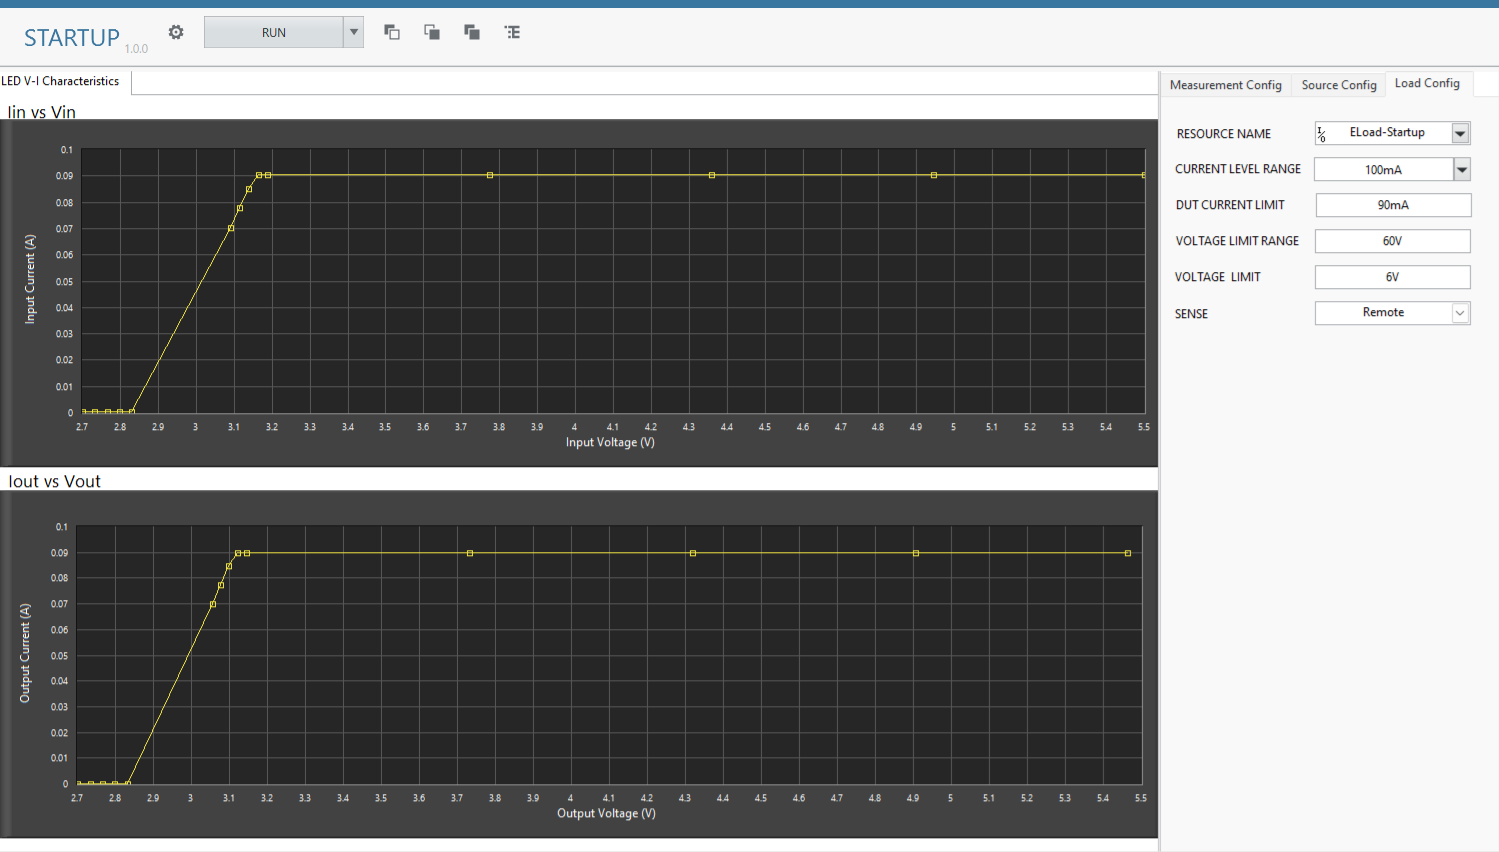 STARTUP 1.0.0
RUN
LED V-I Characteristics
Iin vs Vin
Input Current (A)
0.1
0.09
0.08
0.07
0.06
0.05
0.04
0.03
0.02
0.01
0
2.7 2.8 2.9 3 3.1 3.2 3.3 3.4 3.5 3.6 3.7 3.8 3.9 4 4.1 4.2 4.3 4.4 4.5 4.6 4.7 4.8 4.9 5 5.1 5.2 5.3 5.4 5.5
Input Voltage (V)
Iout vs Vout
Output Current (A)
0.1
0.09
0.08
0.07
0.06
0.05
0.04
0.03
0.02
0.01
0
2.7 2.8 2.9 3 3.1 3.2 3.3 3.4 3.5 3.6 3.7 3.8 3.9 4 4.1 4.2 4.3 4.4 4.5 4.6 4.7 4.8 4.9 5 5.1 5.2 5.3 5.4 5.5
Output Voltage (V)
Measurement Config Source Config Load Config
RESOURCE NAME ELoad-Startup
CURRENT LEVEL RANGE 100mA
DUT CURRENT LIMIT 90mA
VOLTAGE LIMIT RANGE 60V
VOLTAGE LIMIT 6V
SENSE Remote